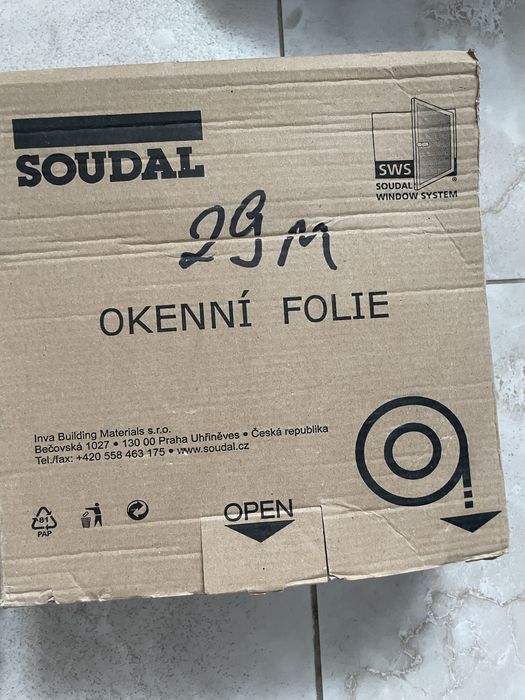 SOUDAL
SWS
®
SOUDAL
WINDOW SYSTEM
29M
OKENNÍ FOLIE
Inva Building Materials s.r.o.
Bečovská 1027 • 130 00 Praha Uhříněves • Česká republika
Tel./fax: +420 558 463 175 • www.soudal.cz
81
PAP
OPEN